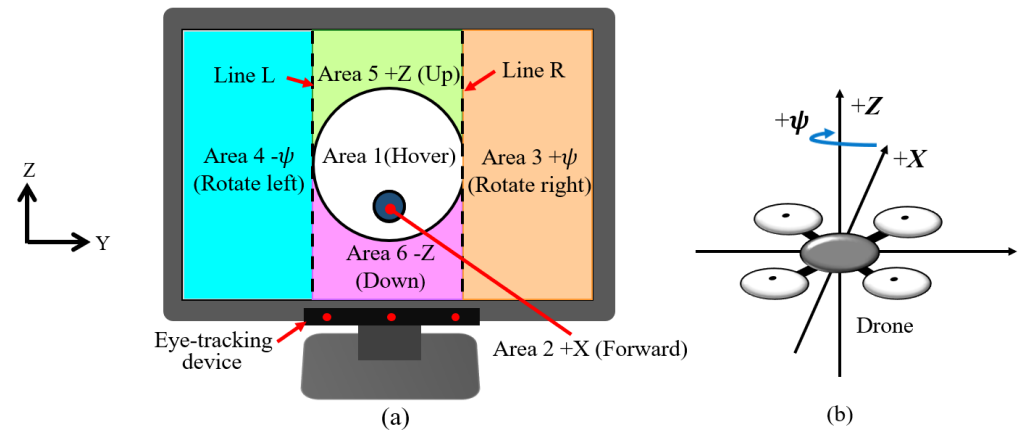 Line L
Area 5 +Z (Up)
Line R
Area 4 -ψ
(Rotate left)
Area 1(Hover)
Area 3 +ψ
(Rotate right)
Area 6 -Z
(Down)
Z
Y
Eye-tracking
device
Area 2 +X (Forward)
(a)
+Z
+ψ
+X
Drone
(b)